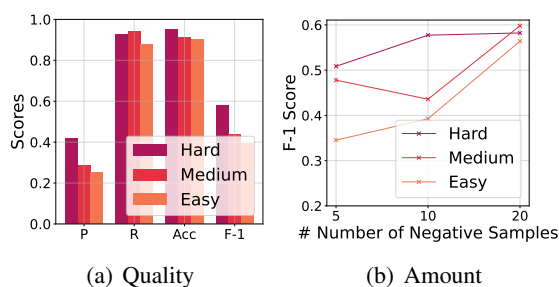 1.0
0.8
0.6
0.4
0.2
0.0
Scores
P R Acc F-1
Hard
Medium
Easy
(a) Quality
0.6
0.5
0.4
0.3
0.2
F-1 Score
5 10 20
# Number of Negative Samples
Hard
Medium
Easy
(b) Amount